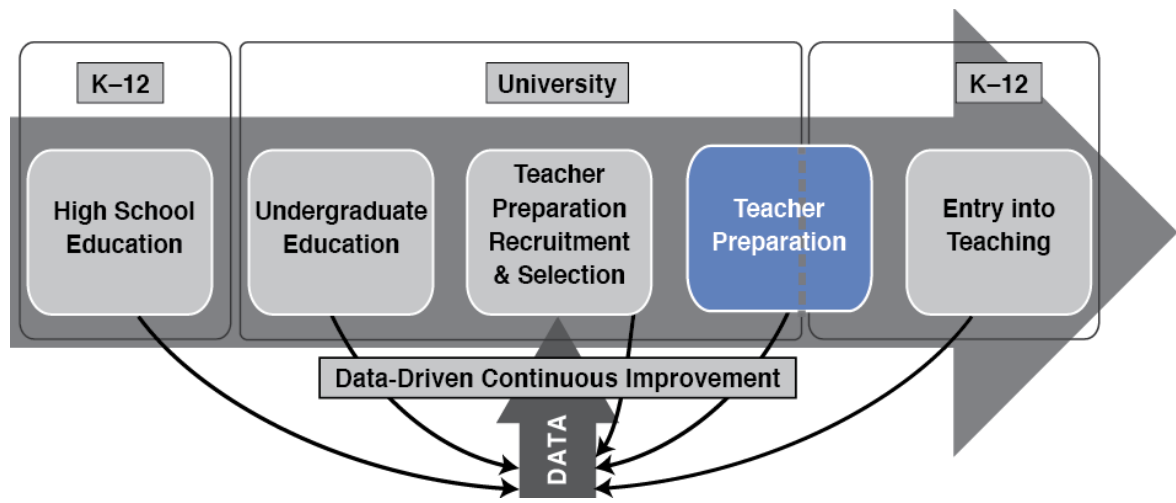 K–12
University
K–12
High School
Education
Undergraduate
Education
Teacher
Preparation
Recruitment
& Selection
Teacher
Preparation
Entry into
Teaching
Data-Driven Continuous Improvement
DATA